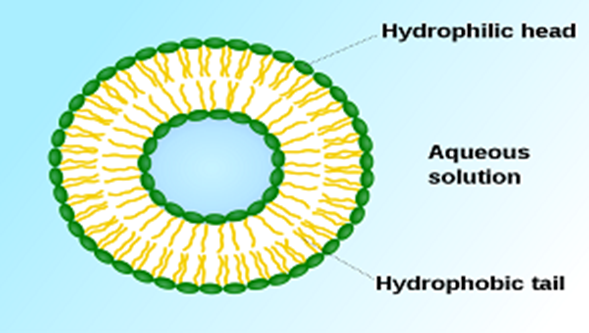 Hydrophilic head
Aqueous
solution
Hydrophobic tail